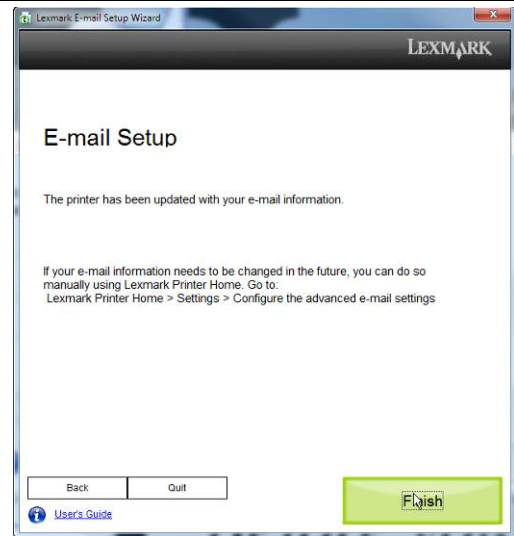 Lexmark E-mail Setup Wizard
LEXMARK
E-mail Setup
The printer has been updated with your e-mail information.
If your e-mail information needs to be changed in the future, you can do so
manually using Lexmark Printer Home. Go to:
Lexmark Printer Home > Settings > Configure the advanced e-mail settings
Back
Quit
Finish
User's Guide